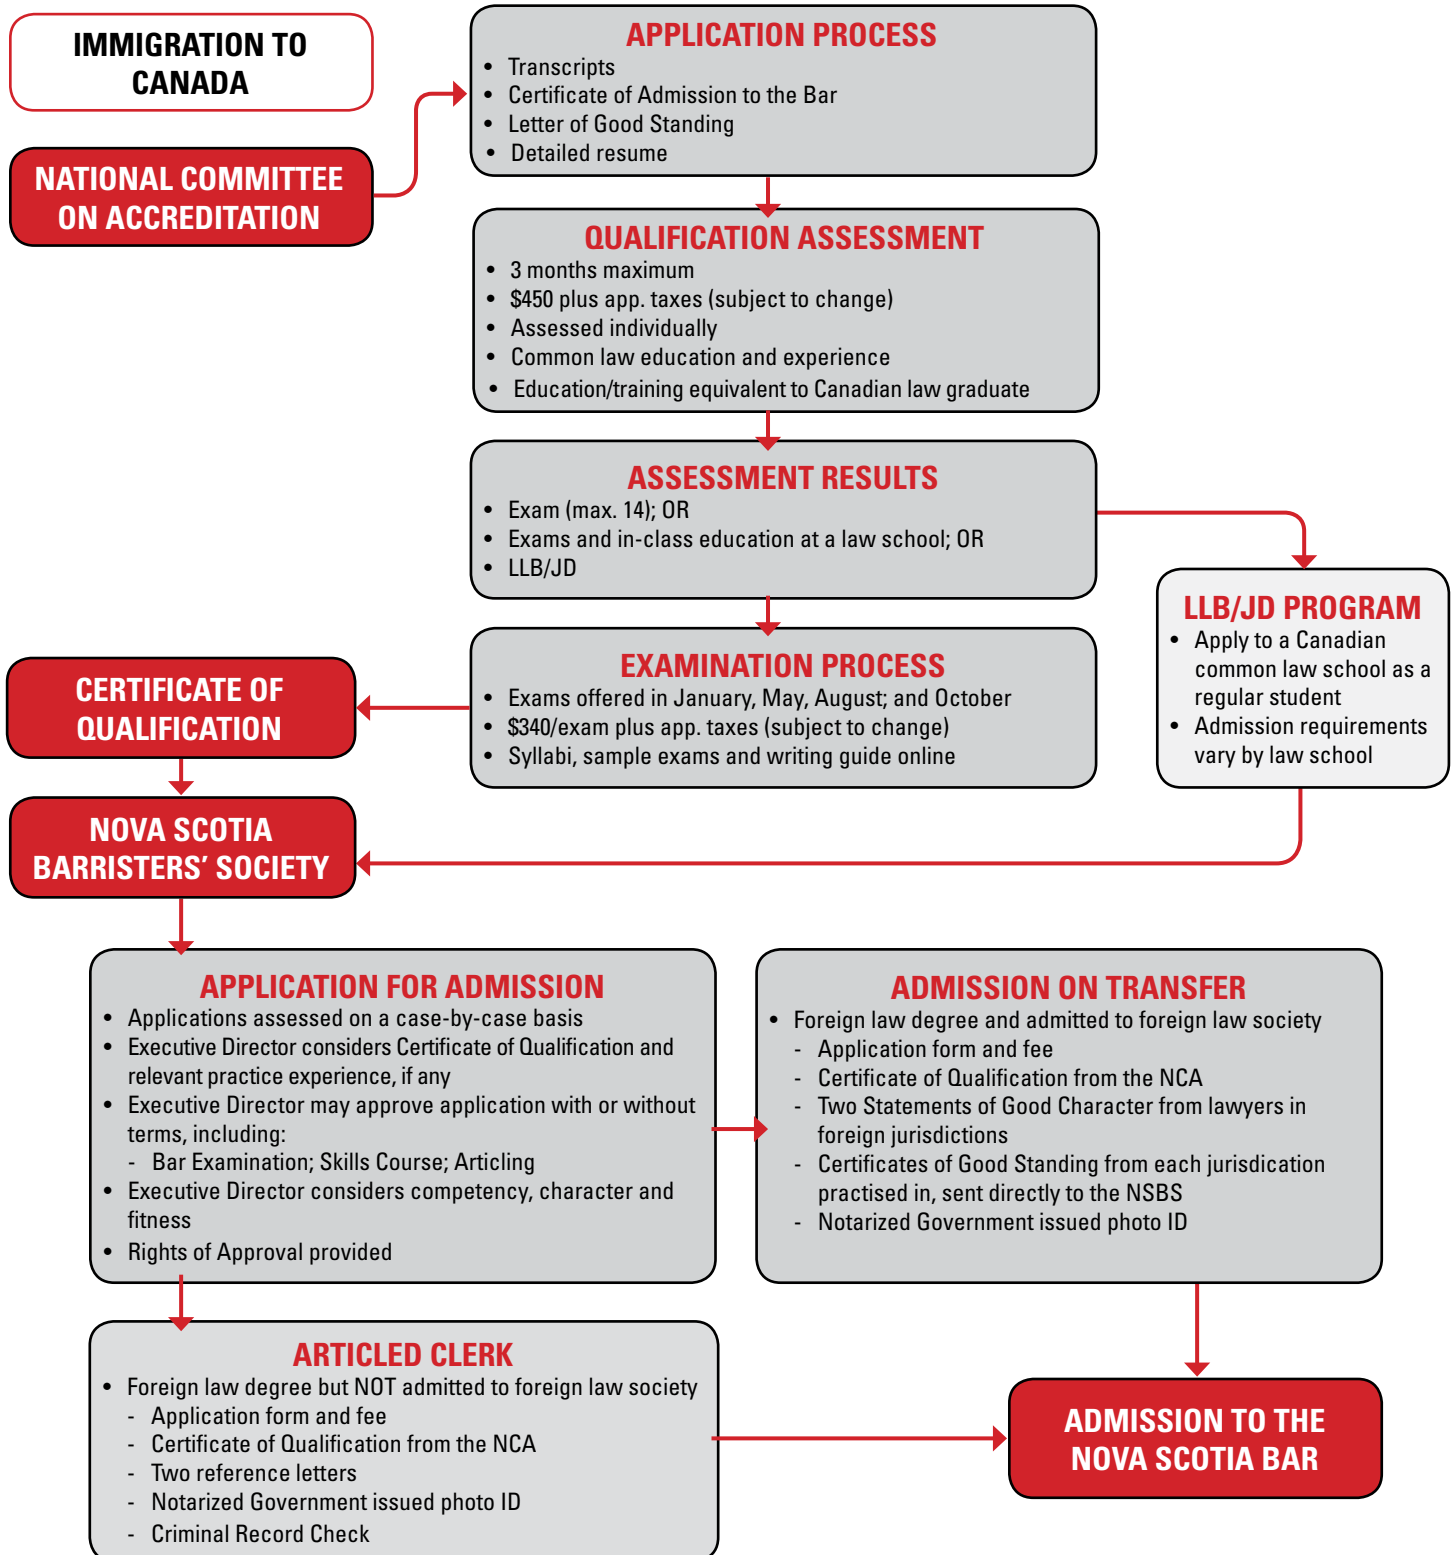 IMMIGRATION TO
CANADA
NATIONAL COMMITTEE
ON ACCREDITATION
APPLICATION PROCESS
• Transcripts
• Certificate of Admission to the Bar
• Letter of Good Standing
• Detailed resume
QUALIFICATION ASSESSMENT
• 3 months maximum
• $450 plus app. taxes (subject to change)
• Assessed individually
• Common law education and experience
• Education/training equivalent to Canadian law graduate
ASSESSMENT RESULTS
• Exam (max. 14); OR
• Exams and in-class education at a law school; OR
• LLB/JD
LLB/JD PROGRAM
• Apply to a Canadian
common law school as a
regular student
• Admission requirements
vary by law school
EXAMINATION PROCESS
• Exams offered in January, May, August; and October
• $340/exam plus app. taxes (subject to change)
• Syllabi, sample exams and writing guide online
CERTIFICATE OF
QUALIFICATION
NOVA SCOTIA
BARRISTERS’ SOCIETY
APPLICATION FOR ADMISSION
• Applications assessed on a case-by-case basis
• Executive Director considers Certificate of Qualification and
relevant practice experience, if any
• Executive Director may approve application with or without
terms, including:
- Bar Examination; Skills Course; Articling
• Executive Director considers competency, character and
fitness
• Rights of Approval provided
ADMISSION ON TRANSFER
• Foreign law degree and admitted to foreign law society
- Application form and fee
- Certificate of Qualification from the NCA
- Two Statements of Good Character from lawyers in
foreign jurisdictions
- Certificates of Good Standing from each jurisdication
practised in, sent directly to the NSBS
- Notarized Government issued photo ID
ARTICLED CLERK
• Foreign law degree but NOT admitted to foreign law society
- Application form and fee
- Certificate of Qualification from the NCA
- Two reference letters
- Notarized Government issued photo ID
- Criminal Record Check
ADMISSION TO THE
NOVA SCOTIA BAR